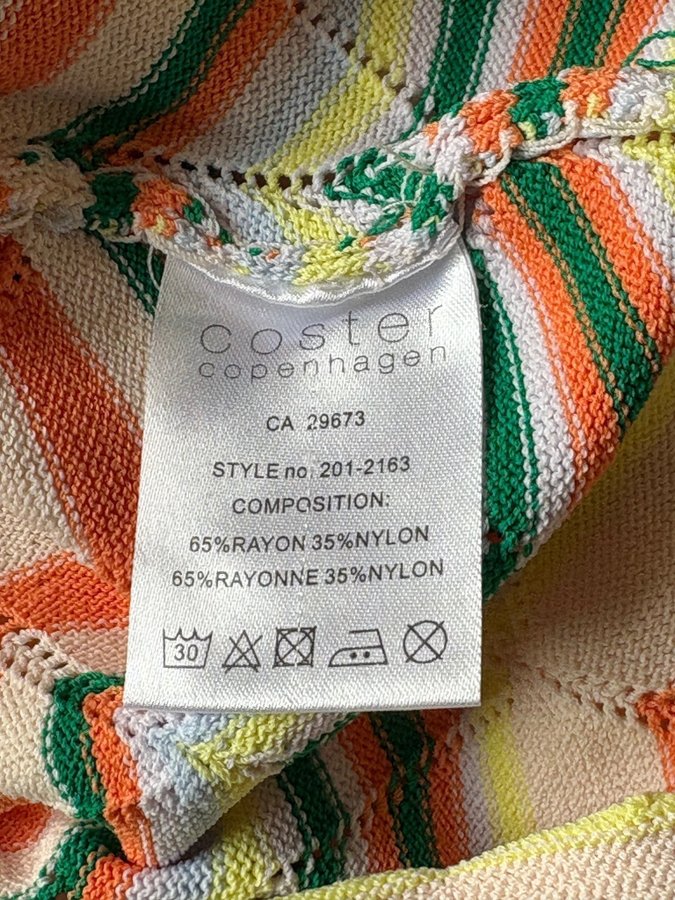 coster
copenhagen
CA 29673
STYLE no. 201-2163
COMPOSITION:
65%RAYON 35%NYLON
65%RAYONNE 35%NYLON
30